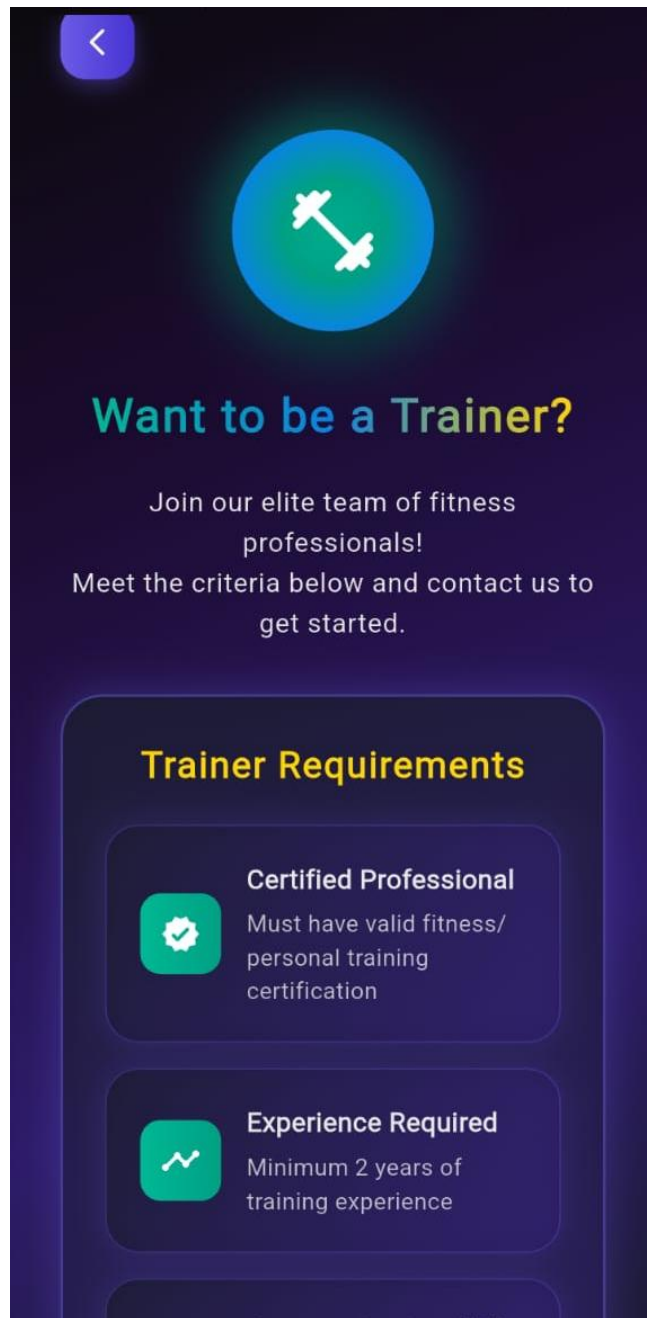 Want to be a Trainer?
Join our elite team of fitness
professionals!
Meet the criteria below and contact us to
get started.
Trainer Requirements
Certified Professional
Must have valid fitness/
personal training
certification
Experience Required
Minimum 2 years of
training experience